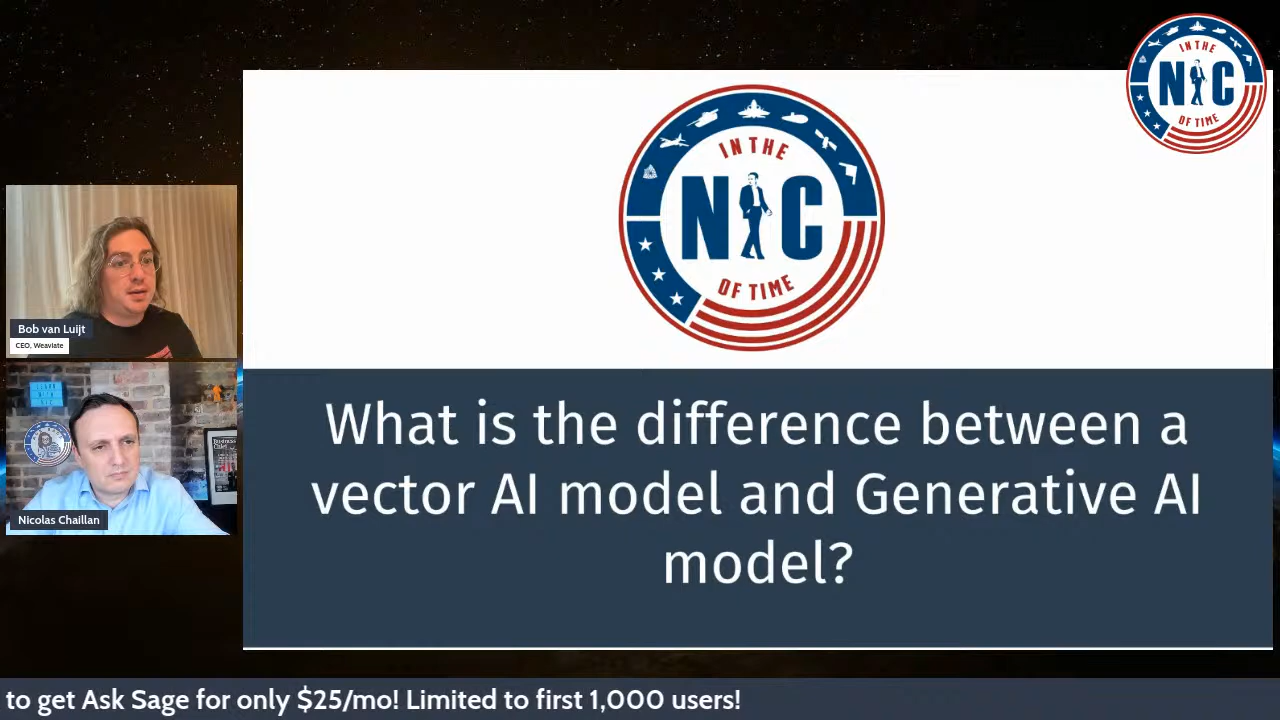 IN THE
NIC
OF TIME
IN THE
NIC
OF TIME
Bob van Luijt
CEO, Weaviate
Nicolas Chaillan
What is the difference between a
vector AI model and Generative AI
model?
to get Ask Sage for only $25/mo! Limited to first 1,000 users!